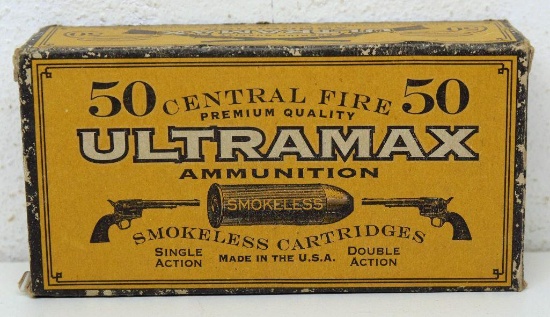 50 CENTRAL FIRE 50
PREMIUM QUALITY
ULTRAMAX
AMMUNITION
SMOKELESS
SMOKELESS CARTRIDGES
SINGLE ACTION MADE IN THE U.S.A. DOUBLE ACTION